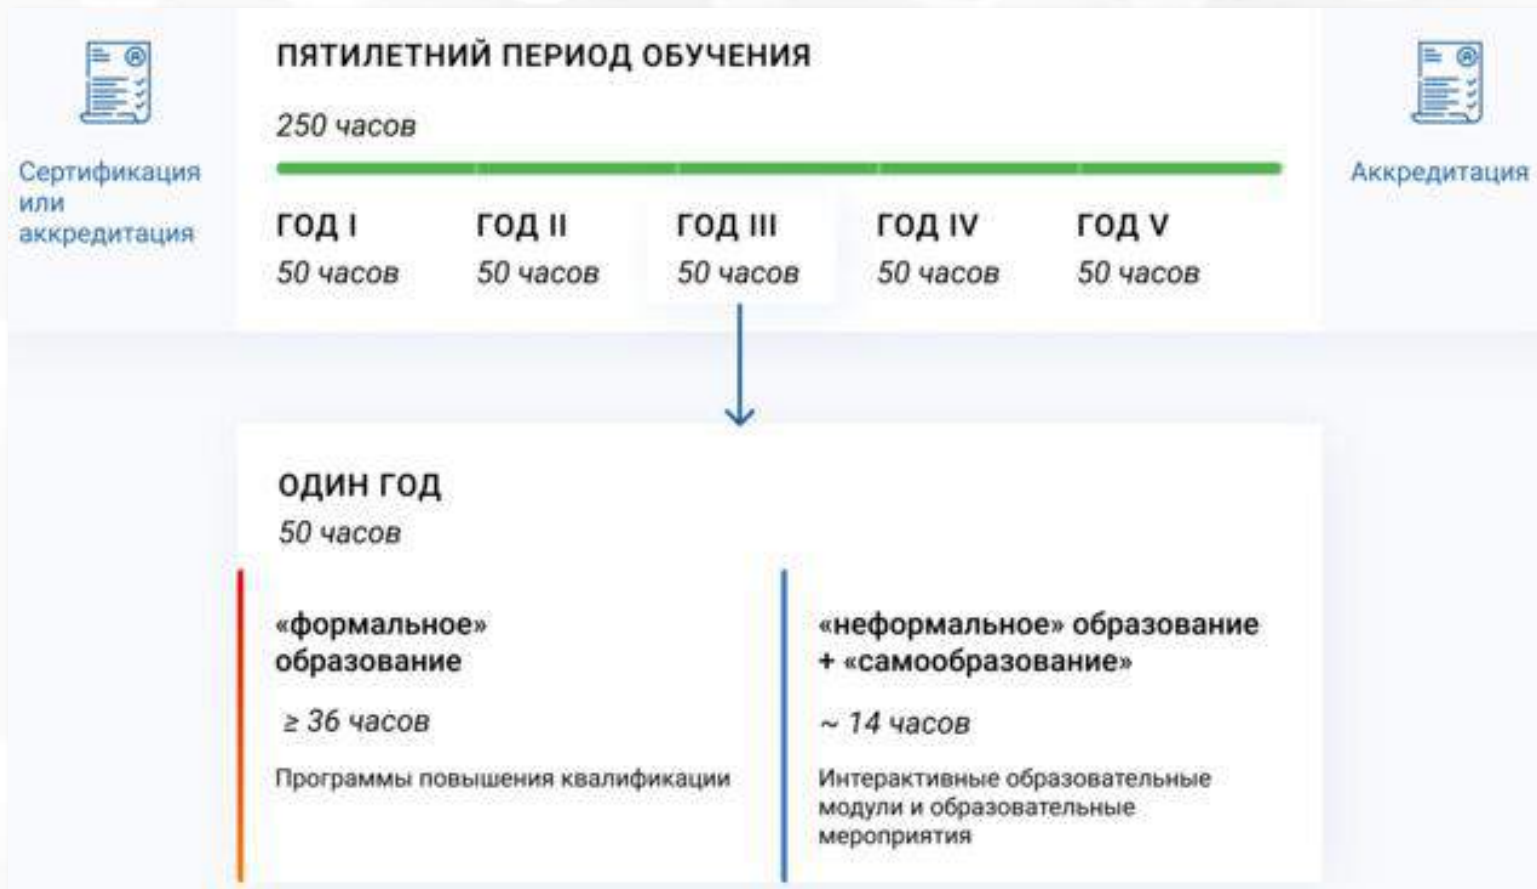 Сертификация
или
аккредитация
ПЯТИЛЕТНИЙ ПЕРИОД ОБУЧЕНИЯ
250 часов
ГОД I
50 часов
ГОД II
50 часов
ГОД III
50 часов
ГОД IV
50 часов
ГОД V
50 часов
Аккредитация
ОДИН ГОД
50 часов
«формальное»
образование
≥ 36 часов
Программы повышения квалификации
«неформальное» образование
+ «самообразование»
~ 14 часов
Интерактивные образовательные
модули и образовательные
мероприятия